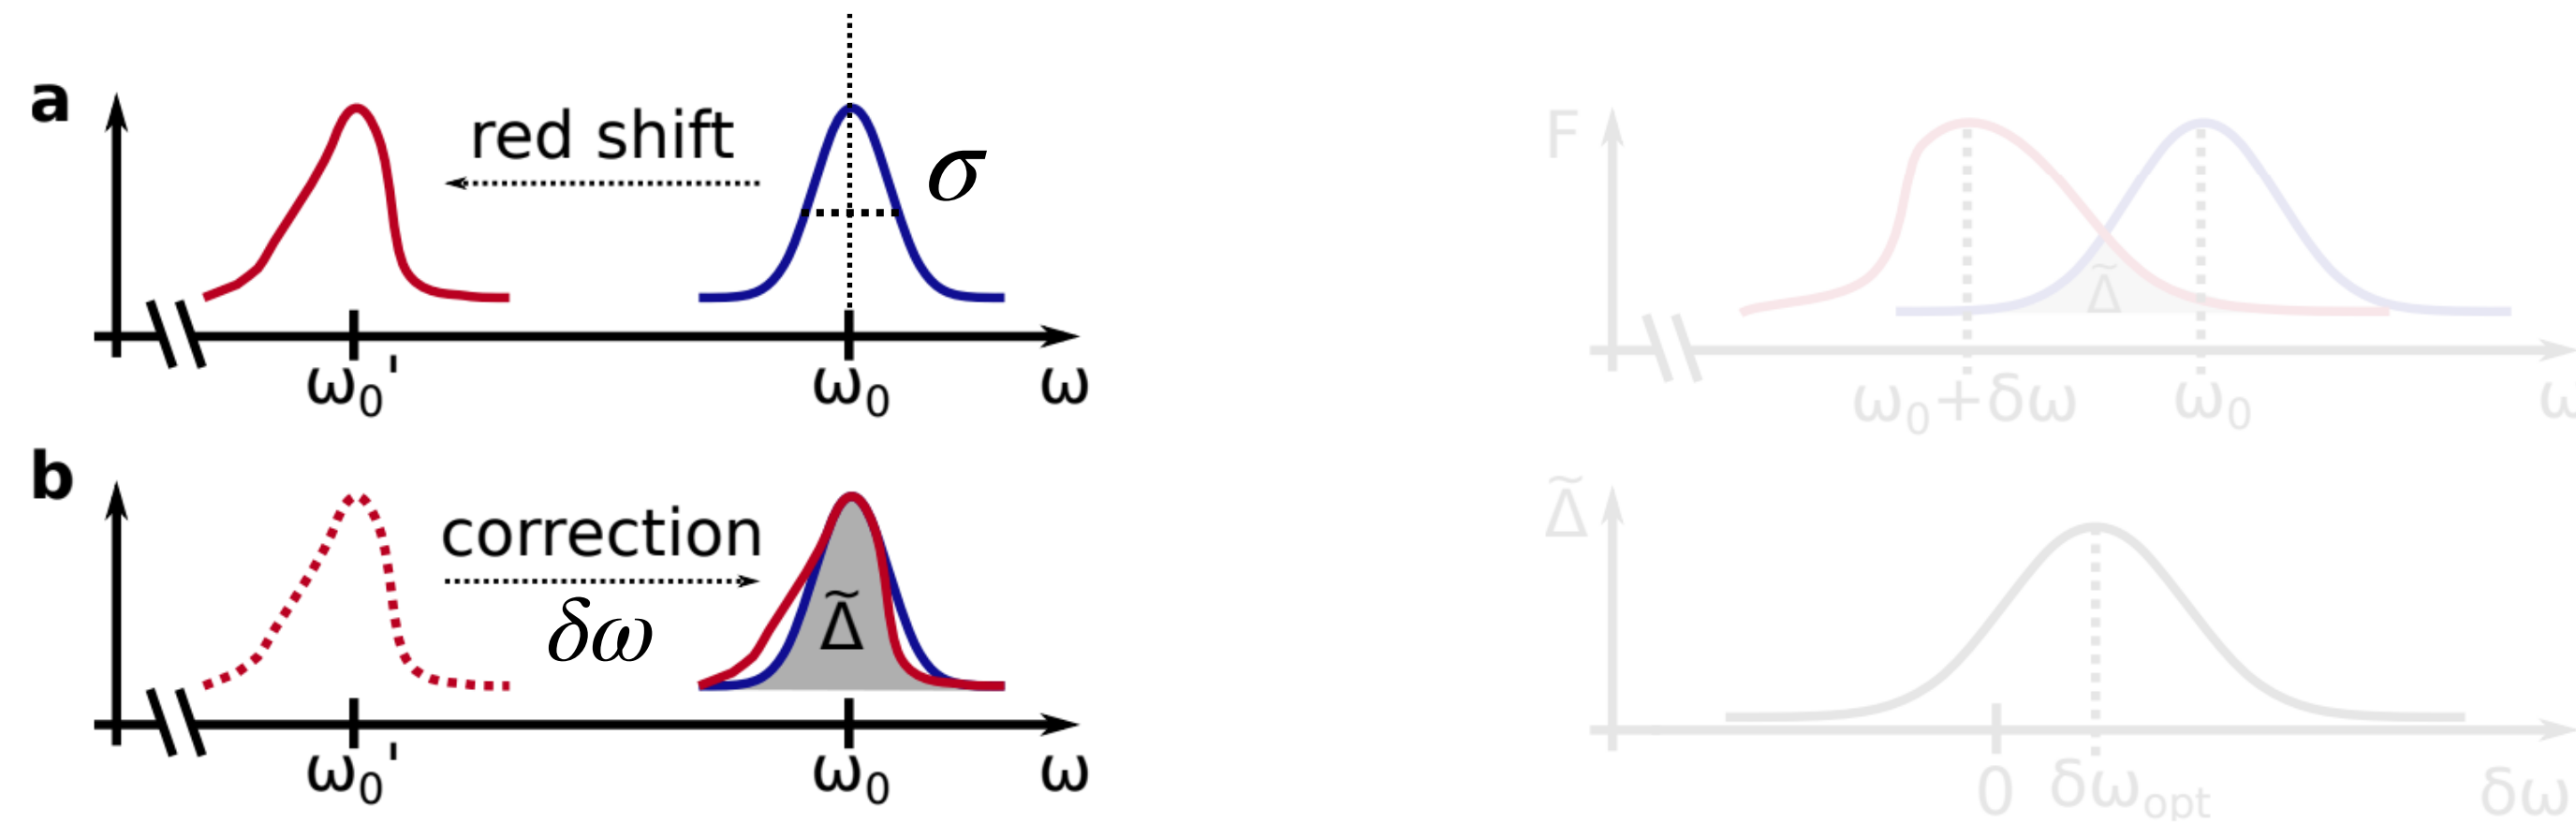 a
red shift
σ
ω₀'
ω₀
ω
b
correction
δω
Δ̃
ω₀'
ω₀
ω
F
Δ̃
ω₀+δω
ω₀
ω
Δ̃
0
δωₒₚₜ
δω